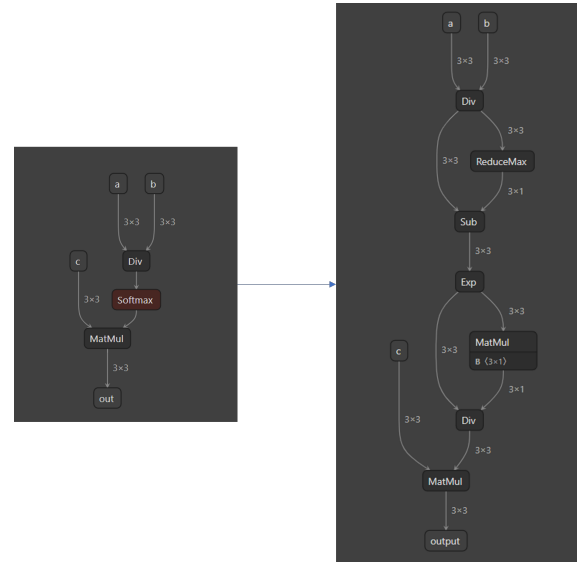 a b
3×3 3×3
c Div
3×3 Softmax
MatMul
3×3
out
a b
3×3 3×3
Div
3×3
3×3 ReduceMax
3×1
Sub
3×3
Exp
3×3
MatMul
c 3×3 B ⟨3×1⟩
3×1
3×3 Div
3×3
MatMul
3×3
output